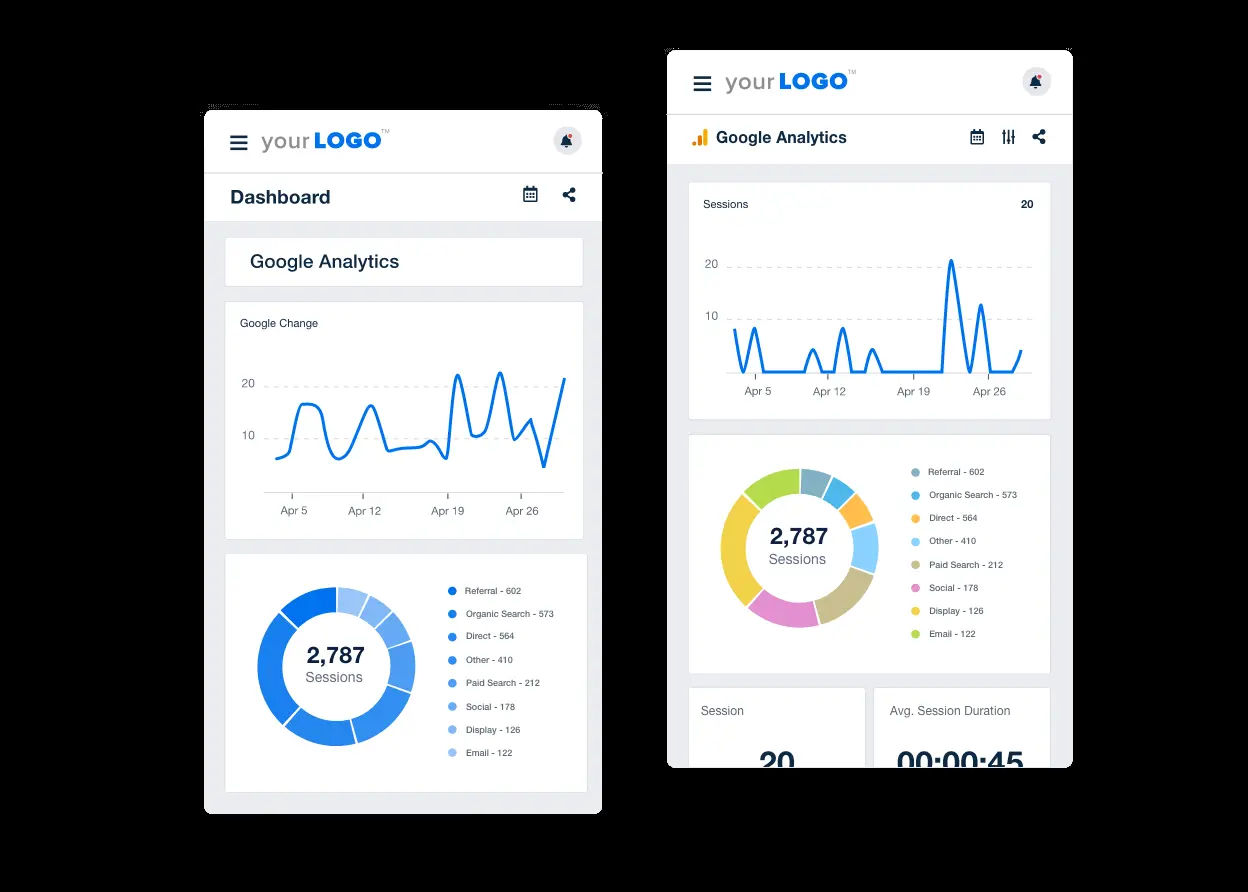 your LOGO™
Dashboard
Google Analytics
Google Change
20
10
Apr 5 Apr 12 Apr 19 Apr 26
2,787
Sessions
Referral - 602
Organic Search - 573
Direct - 564
Other - 410
Paid Search - 212
Social - 178
Display - 126
Email - 122
your LOGO™
Google Analytics
Sessions 20
20
10
Apr 5 Apr 12 Apr 19 Apr 26
2,787
Sessions
Referral - 602
Organic Search - 573
Direct - 564
Other - 410
Paid Search - 212
Social - 178
Display - 126
Email - 122
Session
20
Avg. Session Duration
00:00:45